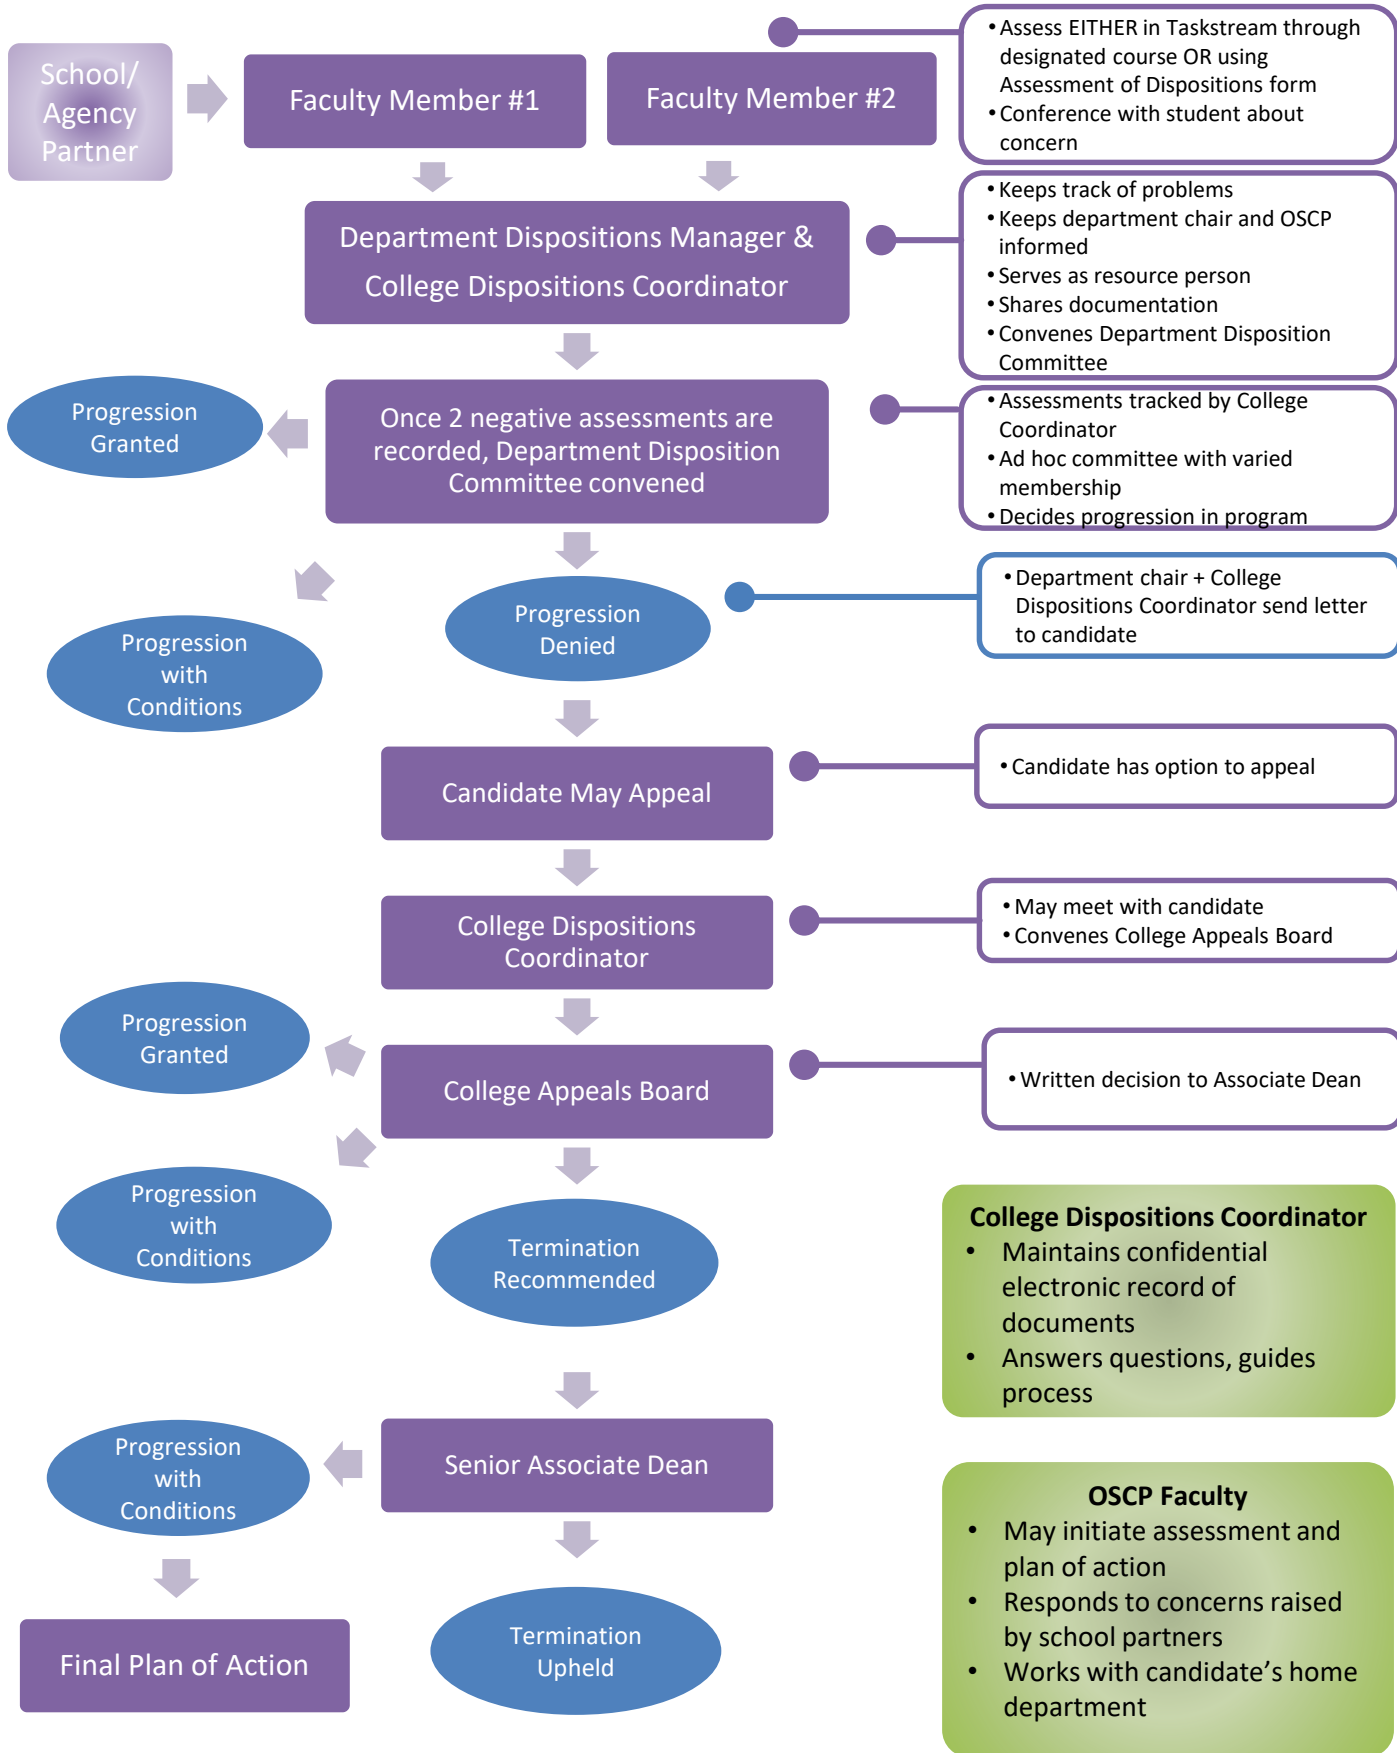 School/
Agency
Partner
Faculty Member #1
Faculty Member #2
• Assess EITHER in Taskstream through
designated course OR using
Assessment of Dispositions form
• Conference with student about
concern
Department Dispositions Manager &
College Dispositions Coordinator
• Keeps track of problems
• Keeps department chair and OSCP
informed
• Serves as resource person
• Shares documentation
• Convenes Department Disposition
Committee
Progression
Granted
Once 2 negative assessments are
recorded, Department Disposition
Committee convened
• Assessments tracked by College
Coordinator
• Ad hoc committee with varied
membership
• Decides progression in program
Progression
with
Conditions
Progression
Denied
• Department chair + College
Dispositions Coordinator send letter
to candidate
Candidate May Appeal
• Candidate has option to appeal
College Dispositions
Coordinator
• May meet with candidate
• Convenes College Appeals Board
Progression
Granted
College Appeals Board
• Written decision to Associate Dean
Progression
with
Conditions
Termination
Recommended
College Dispositions Coordinator
• Maintains confidential
electronic record of
documents
• Answers questions, guides
process
Progression
with
Conditions
Senior Associate Dean
OSCP Faculty
• May initiate assessment and
plan of action
• Responds to concerns raised
by school partners
• Works with candidate’s home
department
Final Plan of Action
Termination
Upheld